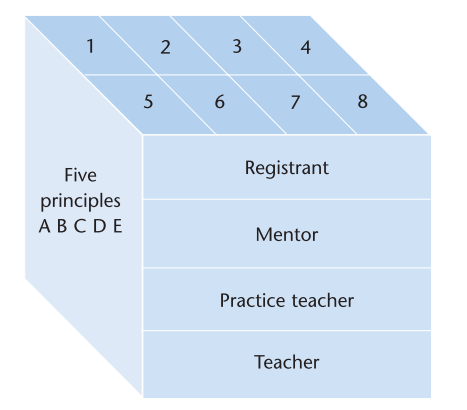 1 2 3 4
5 6 7 8
Five
principles
A B C D E
Registrant
Mentor
Practice teacher
Teacher